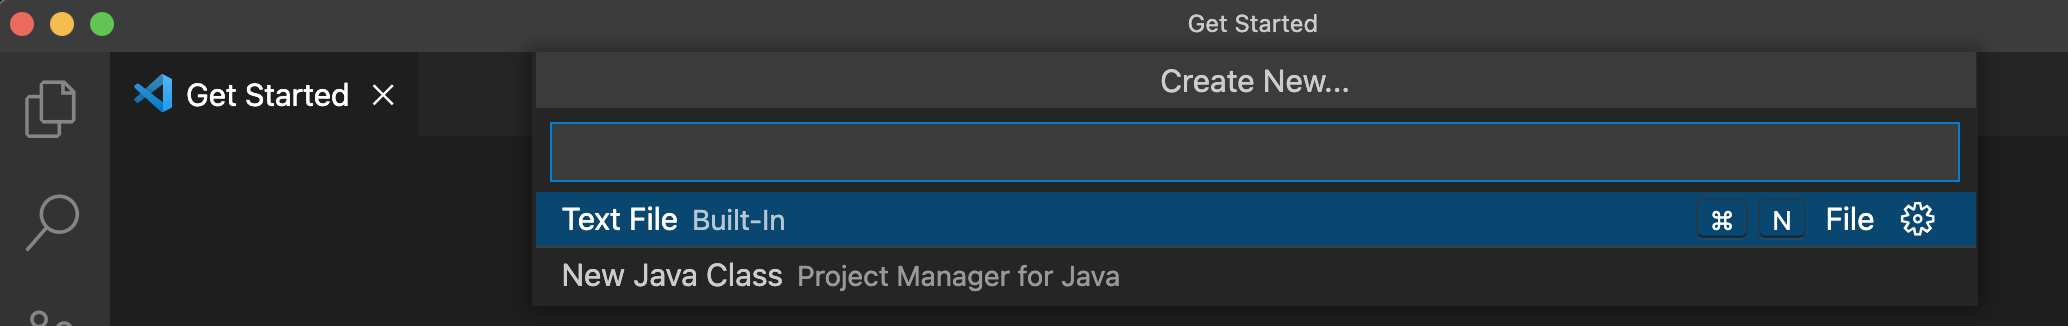 Get Started
Get Started
Create New...
Text File Built-In ⌘ N File
New Java Class Project Manager for Java